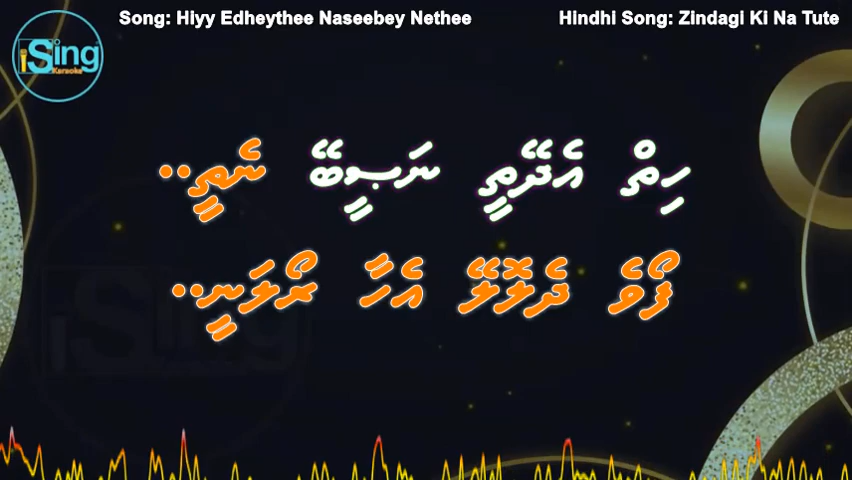 Song: Hiyy Edheythee Naseebey Nethee
Hindhi Song: Zindagi Ki Na Tute
iSing
Karaoke
ހިތް އެދޭތީ ނަޞީބޭ ނެތީ..
ފޯވެ ދެލޮލޭ އެހާ ރޯލަނީ..